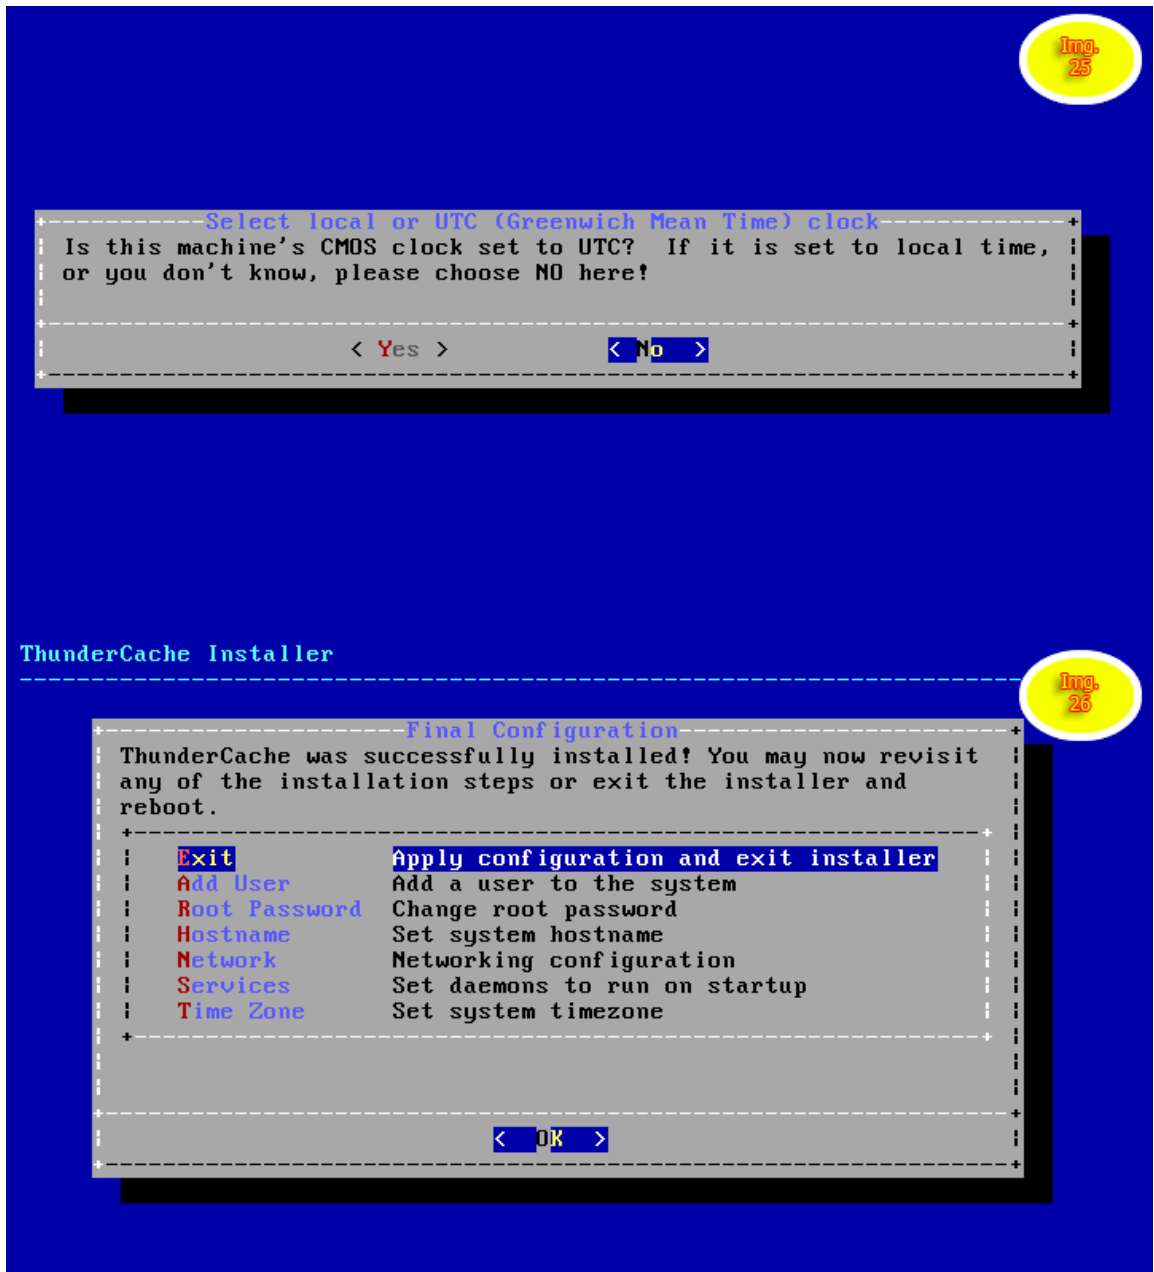 Img.
25
Select local or UTC (Greenwich Mean Time) clock
Is this machine's CMOS clock set to UTC?  If it is set to local time,
or you don't know, please choose NO here!
< Yes > < No >
ThunderCache Installer
Img.
26
Final Configuration
ThunderCache was successfully installed! You may now revisit
any of the installation steps or exit the installer and
reboot.
Exit Apply configuration and exit installer
Add User Add a user to the system
Root Password Change root password
Hostname Set system hostname
Network Networking configuration
Services Set daemons to run on startup
Time Zone Set system timezone
< OK >